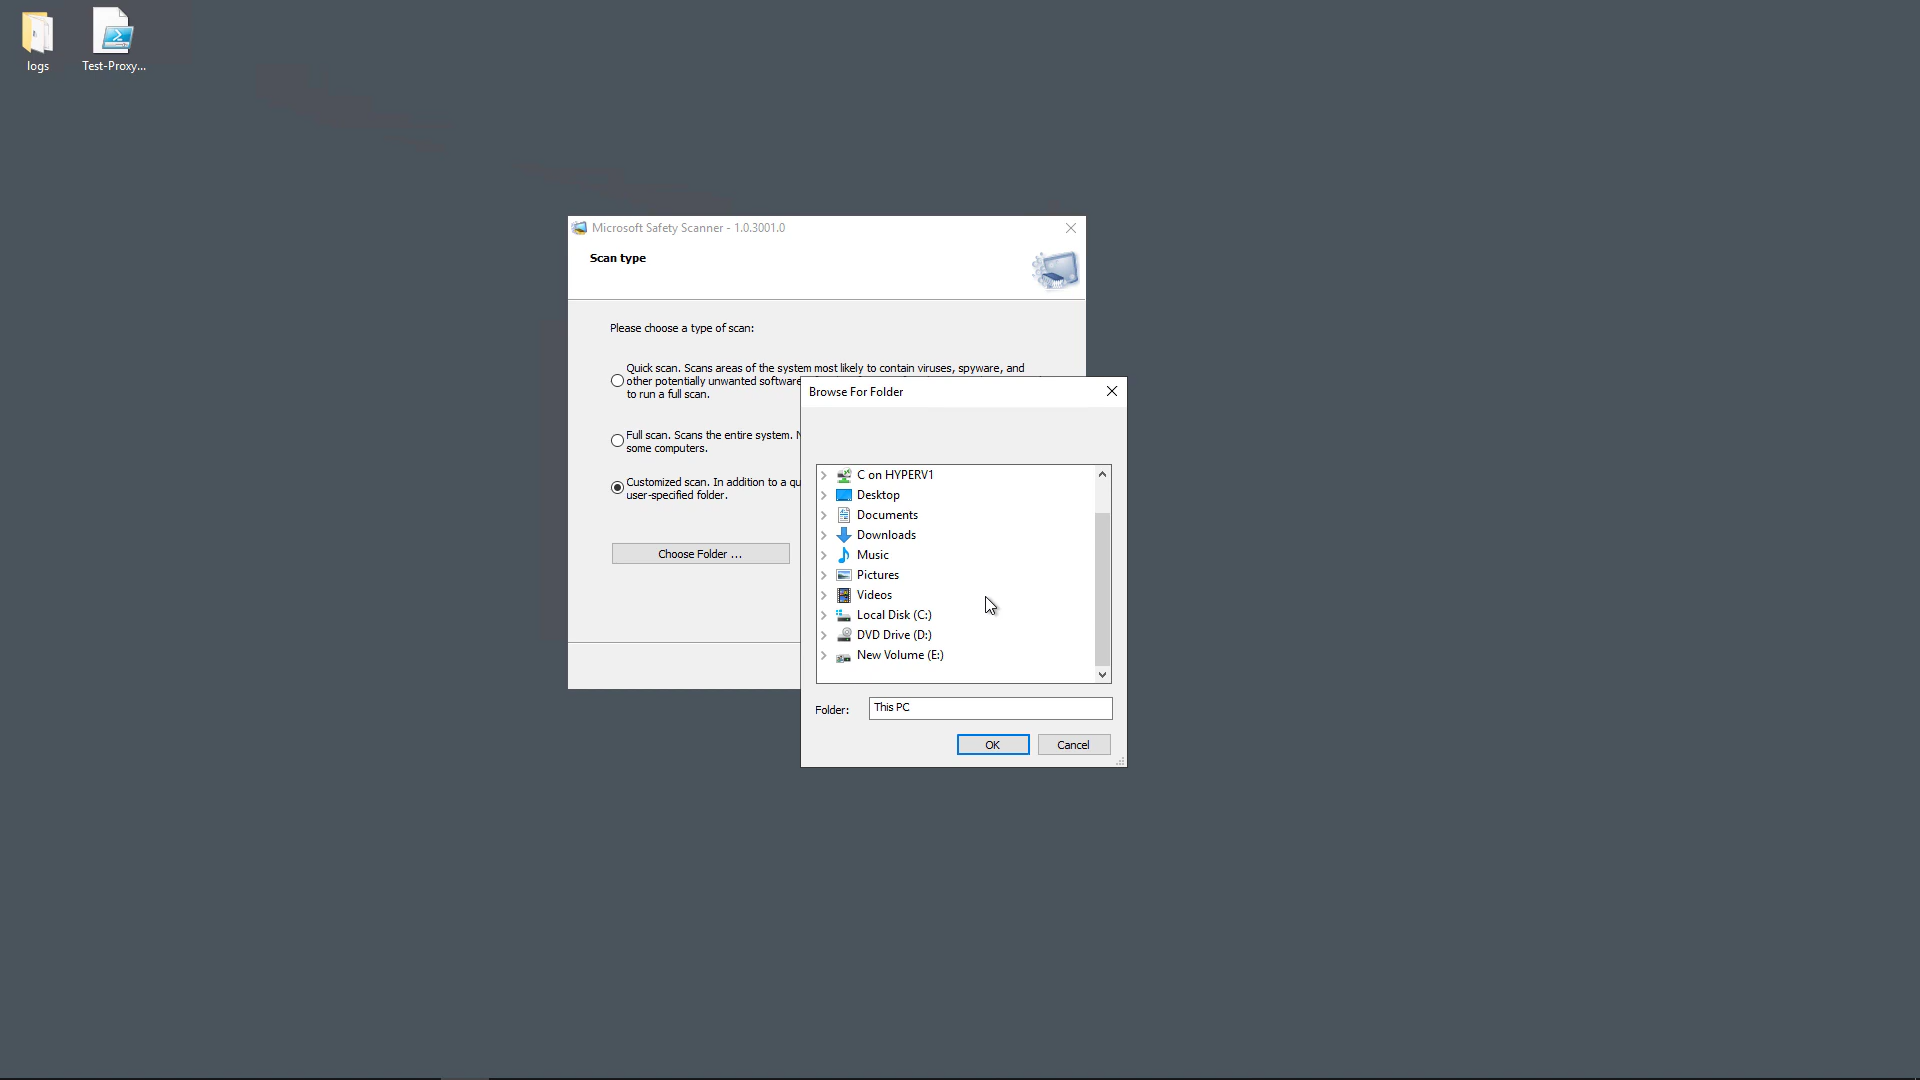 logs
Test-Proxy...
Microsoft Safety Scanner - 1.0.3001.0
Scan type
Please choose a type of scan:
Quick scan. Scans areas of the system most likely to contain viruses, spyware, and
other potentially unwanted software
to run a full scan.
Full scan. Scans the entire system.
some computers.
Customized scan. In addition to a
user-specified folder.
Choose Folder ...
Browse For Folder
C on HYPERV1
Desktop
Documents
Downloads
Music
Pictures
Videos
Local Disk (C:)
DVD Drive (D:)
New Volume (E:)
Folder:
This PC
OK
Cancel